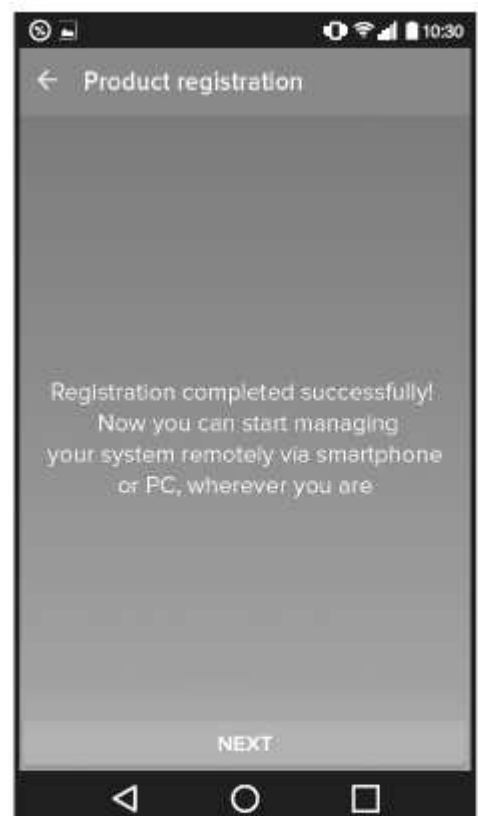 10:30
Product registration
Registration completed successfully!
Now you can start managing
your system remotely via smartphone
or PC, wherever you are
NEXT